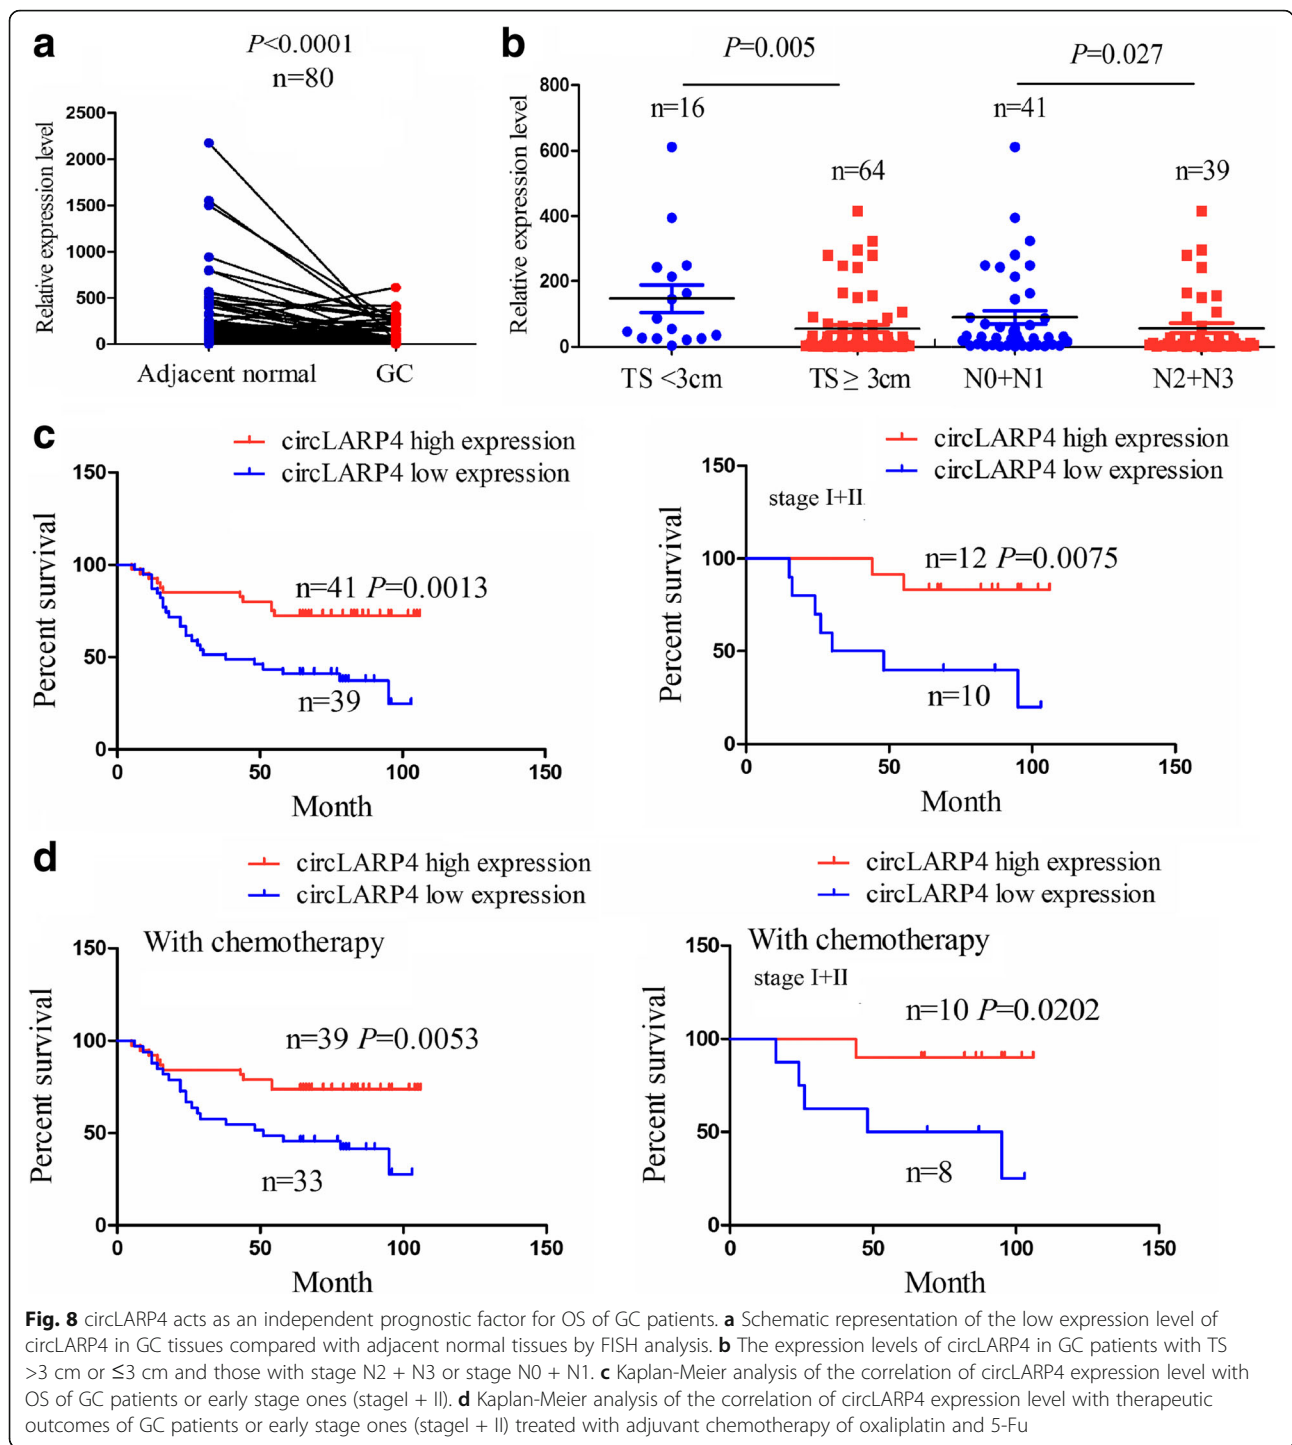 a
P<0.0001
n=80
Relative expression level
2500
2000
1500
1000
500
0
Adjacent normal
GC
b
P=0.005
P=0.027
Relative expression level
800
600
400
200
0
n=16
n=64
n=41
n=39
TS <3cm
TS ≥ 3cm
N0+N1
N2+N3
c
circLARP4 high expression
circLARP4 low expression
Percent survival
150
100
50
0
n=41 P=0.0013
n=39
0
50
100
150
Month
circLARP4 high expression
circLARP4 low expression
stage I+II
Percent survival
150
100
50
0
n=12 P=0.0075
n=10
0
50
100
150
Month
d
circLARP4 high expression
circLARP4 low expression
With chemotherapy
Percent survival
150
100
50
0
n=39 P=0.0053
n=33
0
50
100
150
Month
circLARP4 high expression
circLARP4 low expression
With chemotherapy
stage I+II
Percent survival
150
100
50
0
n=10 P=0.0202
n=8
0
50
100
150
Month
Fig. 8 circLARP4 acts as an independent prognostic factor for OS of GC patients. a Schematic representation of the low expression level of
circLARP4 in GC tissues compared with adjacent normal tissues by FISH analysis. b The expression levels of circLARP4 in GC patients with TS
>3 cm or ≤3 cm and those with stage N2 + N3 or stage N0 + N1. c Kaplan-Meier analysis of the correlation of circLARP4 expression level with
OS of GC patients or early stage ones (stageI + II). d Kaplan-Meier analysis of the correlation of circLARP4 expression level with therapeutic
outcomes of GC patients or early stage ones (stageI + II) treated with adjuvant chemotherapy of oxaliplatin and 5-Fu